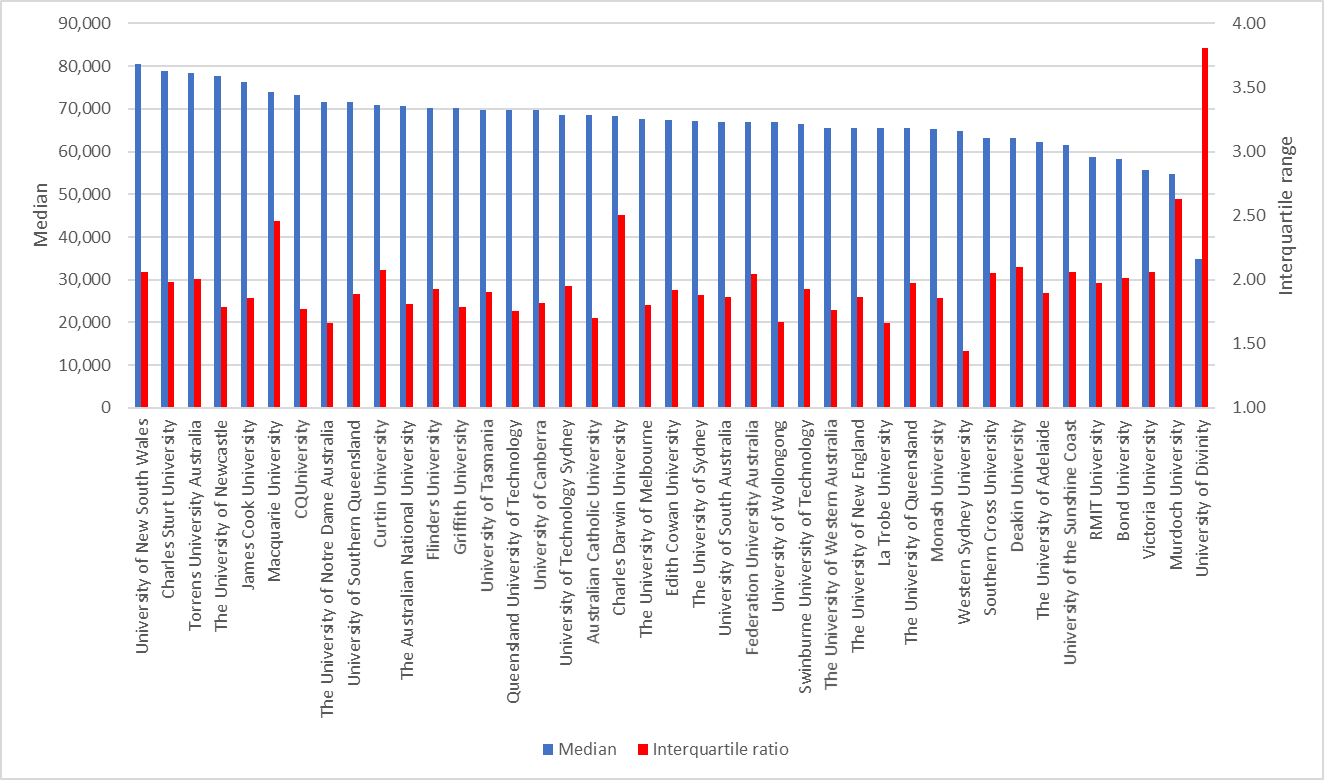 90,000
80,000
70,000
60,000
50,000
40,000
30,000
20,000
10,000
0
Median
4.00
3.50
3.00
2.50
2.00
1.50
1.00
Interquartile range
University of New South Wales
Charles Sturt University
Torrens University Australia
The University of Newcastle
James Cook University
Macquarie University
CQUniversity
The University of Notre Dame Australia
University of Southern Queensland
Curtin University
The Australian National University
Flinders University
Griffith University
University of Tasmania
Queensland University of Technology
University of Canberra
University of Technology Sydney
Australian Catholic University
Charles Darwin University
The University of Melbourne
Edith Cowan University
The University of Sydney
University of South Australia
Federation University Australia
University of Wollongong
Swinburne University of Technology
The University of Western Australia
The University of New England
La Trobe University
The University of Queensland
Monash University
Western Sydney University
Southern Cross University
Deakin University
The University of Adelaide
University of the Sunshine Coast
RMIT University
Bond University
Victoria University
Murdoch University
University of Divinity
Median
Interquartile ratio